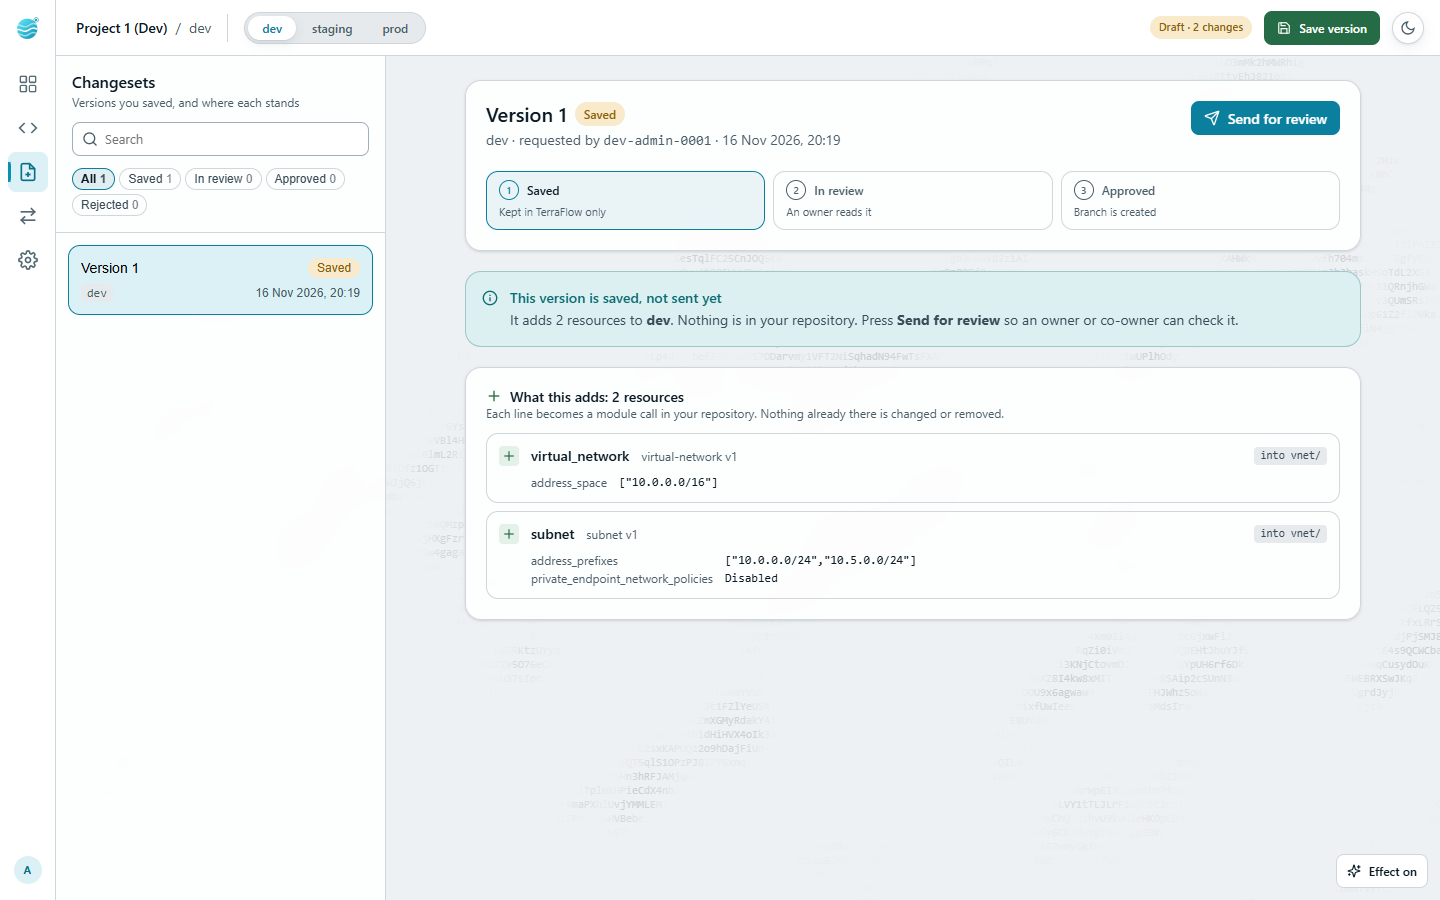 Project 1 (Dev) / dev
dev staging prod
Draft · 2 changes
Save version
Changesets
Versions you saved, and where each stands
Search
All 1 Saved 1 In review 0 Approved 0
Rejected 0
Version 1 Saved
dev 16 Nov 2026, 20:19
Version 1 Saved
Send for review
dev · requested by dev-admin-0001 · 16 Nov 2026, 20:19
1 Saved
Kept in TerraFlow only
2 In review
An owner reads it
3 Approved
Branch is created
This version is saved, not sent yet
It adds 2 resources to dev. Nothing is in your repository. Press Send for review so an owner or co-owner can check it.
What this adds: 2 resources
Each line becomes a module call in your repository. Nothing already there is changed or removed.
virtual_network virtual-network v1 into vnet/
address_space ["10.0.0.0/16"]
subnet subnet v1 into vnet/
address_prefixes ["10.0.0.0/24","10.5.0.0/24"]
private_endpoint_network_policies Disabled
A
Effect on